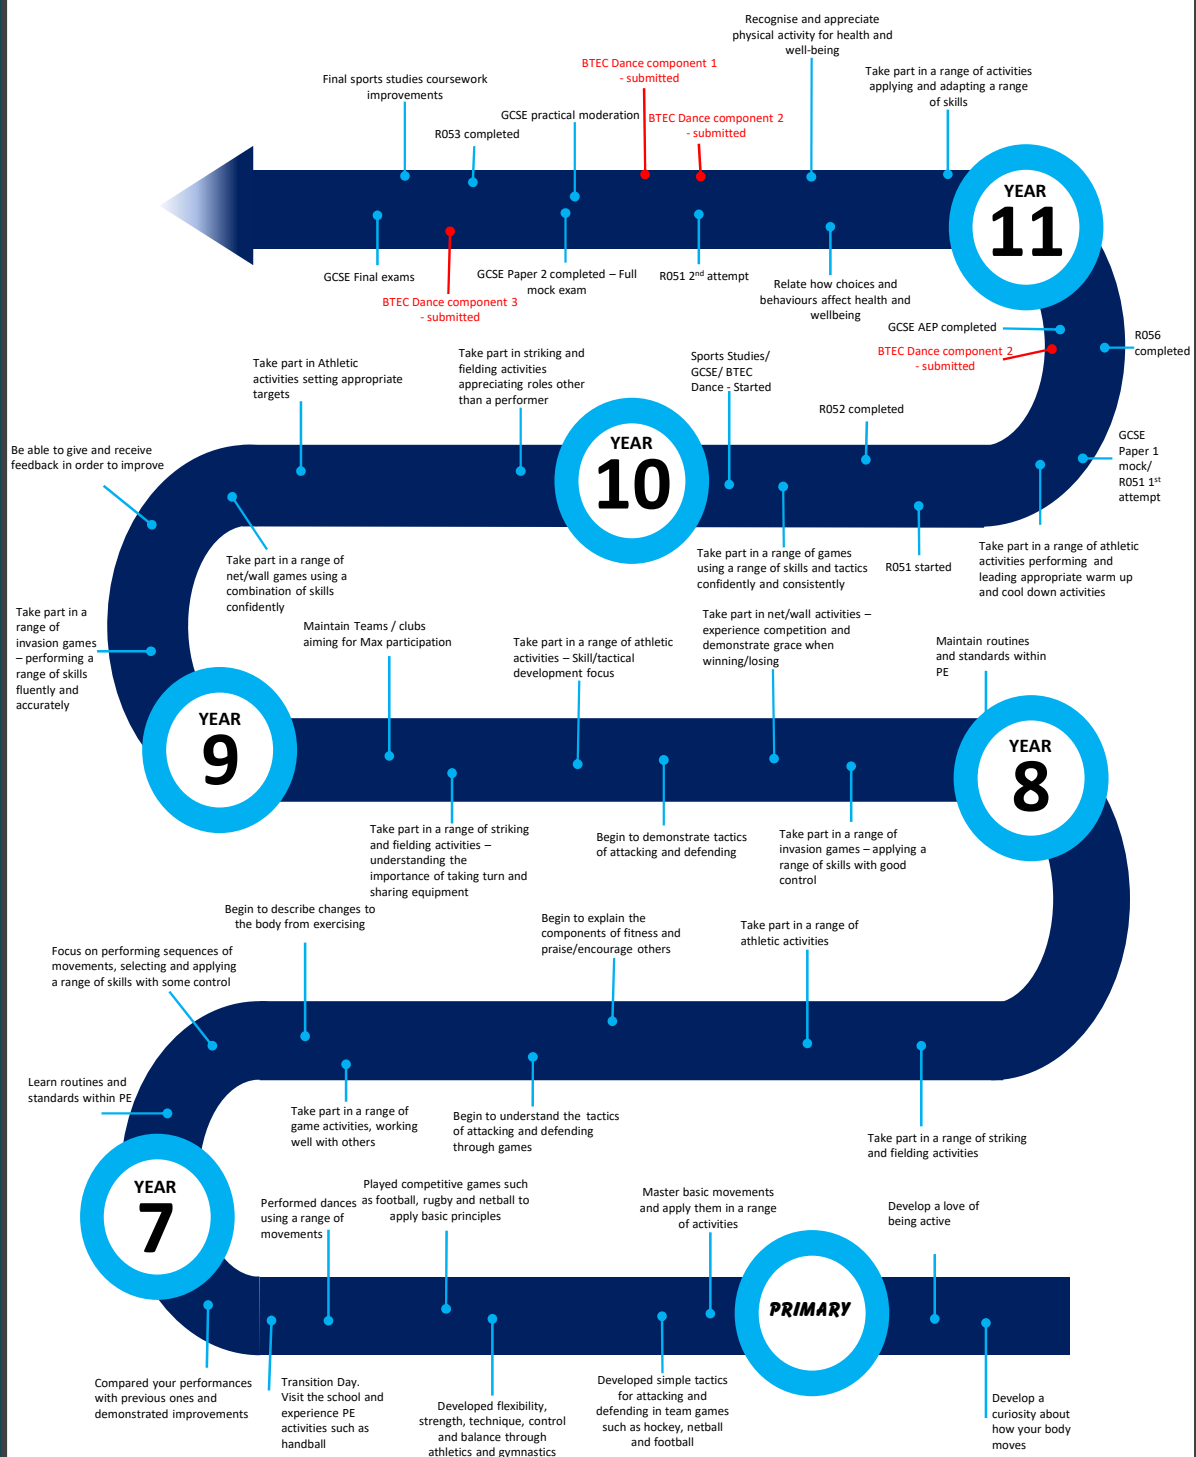 Recognise and appreciate
physical activity for health and
well-being
BTEC Dance component 1
- submitted
Final sports studies coursework
improvements
Take part in a range of activities
applying and adapting a range
of skills
GCSE practical moderation
BTEC Dance component 2
- submitted
R053 completed
YEAR
11
GCSE Final exams
BTEC Dance component 3
- submitted
GCSE Paper 2 completed – Full
mock exam
R051 2nd attempt
Relate how choices and
behaviours affect health and
wellbeing
GCSE AEP completed
BTEC Dance component 2
- submitted
R056
completed
Take part in Athletic
activities setting appropriate
targets
Take part in striking and
fielding activities
appreciating roles other
than a performer
Sports Studies/
GCSE/ BTEC
Dance - Started
R052 completed
GCSE
Paper 1
mock/
R051 1st
attempt
Be able to give and receive
feedback in order to improve
YEAR
10
Take part in a range of
net/wall games using a
combination of skills
confidently
Take part in a range of games
using a range of skills and tactics
confidently and consistently
R051 started
Take part in a range of athletic
activities performing and
leading appropriate warm up
and cool down activities
Take part in a
range of
invasion games
– performing a
range of skills
fluently and
accurately
Maintain Teams / clubs
aiming for Max participation
Take part in a range of athletic
activities – Skill/tactical
development focus
Take part in net/wall activities –
experience competition and
demonstrate grace when
winning/losing
Maintain routines
and standards within
PE
YEAR
9
YEAR
8
Take part in a range of striking
and fielding activities –
understanding the
importance of taking turn and
sharing equipment
Begin to demonstrate tactics
of attacking and defending
Take part in a range of
invasion games – applying a
range of skills with good
control
Begin to describe changes to
the body from exercising
Begin to explain the
components of fitness and
praise/encourage others
Take part in a range of
athletic activities
Focus on performing sequences of
movements, selecting and applying
a range of skills with some control
Learn routines and
standards within PE
Take part in a range of
game activities, working
well with others
Begin to understand the tactics
of attacking and defending
through games
Take part in a range of striking
and fielding activities
YEAR
7
Performed dances
using a range of
movements
Played competitive games such
as football, rugby and netball to
apply basic principles
Master basic movements
and apply them in a range
of activities
Develop a love of
being active
PRIMARY
Compared your performances
with previous ones and
demonstrated improvements
Transition Day.
Visit the school and
experience PE
activities such as
handball
Developed flexibility,
strength, technique, control
and balance through
athletics and gymnastics
Developed simple tactics
for attacking and
defending in team games
such as hockey, netball
and football
Develop a
curiosity about
how your body
moves